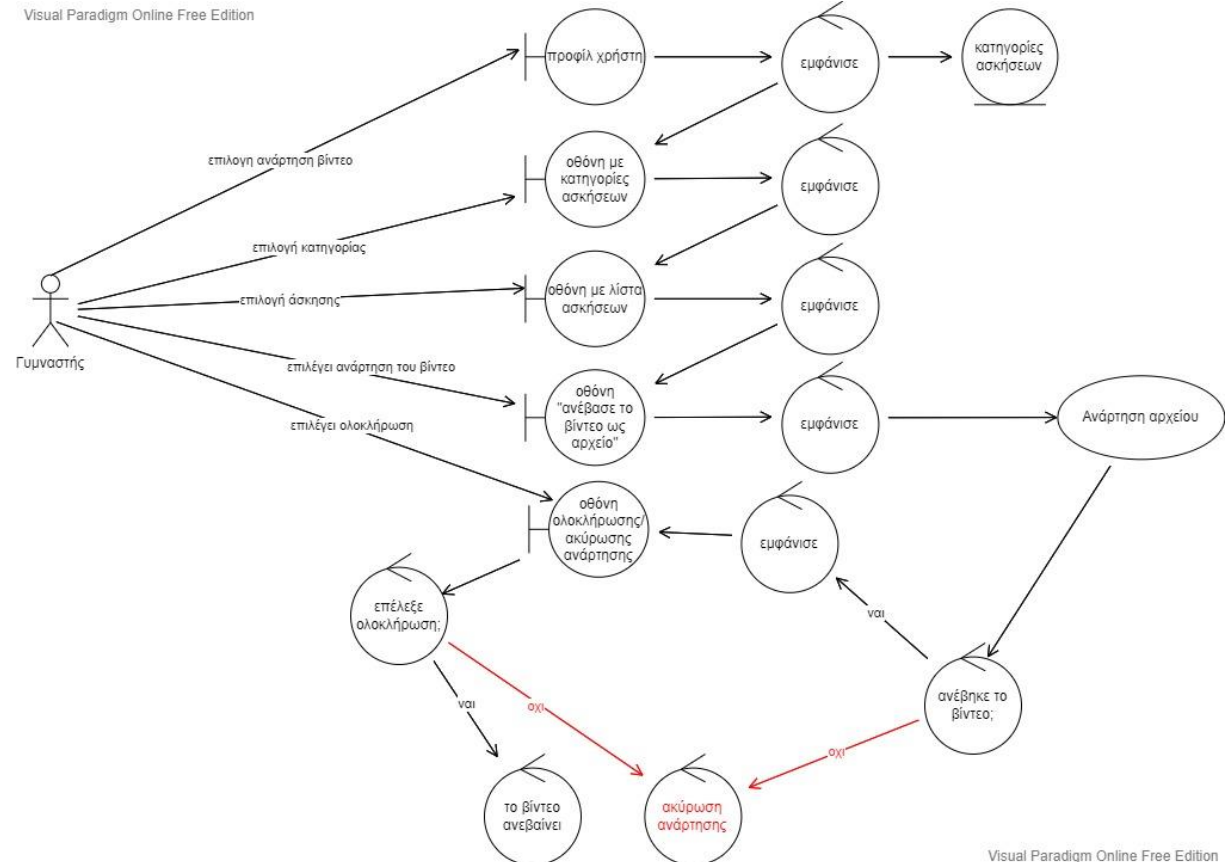 Visual Paradigm Online Free Edition
προφίλ χρήστη
εμφάνισε
κατηγορίες
ασκήσεων
επιλογη ανάρτηση βίντεο
οθόνη με
κατηγορίες
ασκήσεων
εμφάνισε
επιλογή κατηγορίας
επιλογή άσκησης
οθόνη με λίστα
ασκήσεων
εμφάνισε
Γυμναστής
επιλέγει ανάρτηση του βίντεο
οθόνη
"ανέβασε το
βίντεο ως
αρχείο"
εμφάνισε
Ανάρτηση αρχείου
επιλέγει ολοκλήρωση
οθόνη
ολοκλήρωσης/
ακύρωσης
ανάρτησης
εμφάνισε
επέλεξε
ολοκλήρωση;
ναι
ανέβηκε το
βίντεο;
ναι
οχι
οχι
το βίντεο
ανεβαίνει
ακύρωση
ανάρτησης
Visual Paradigm Online Free Edition